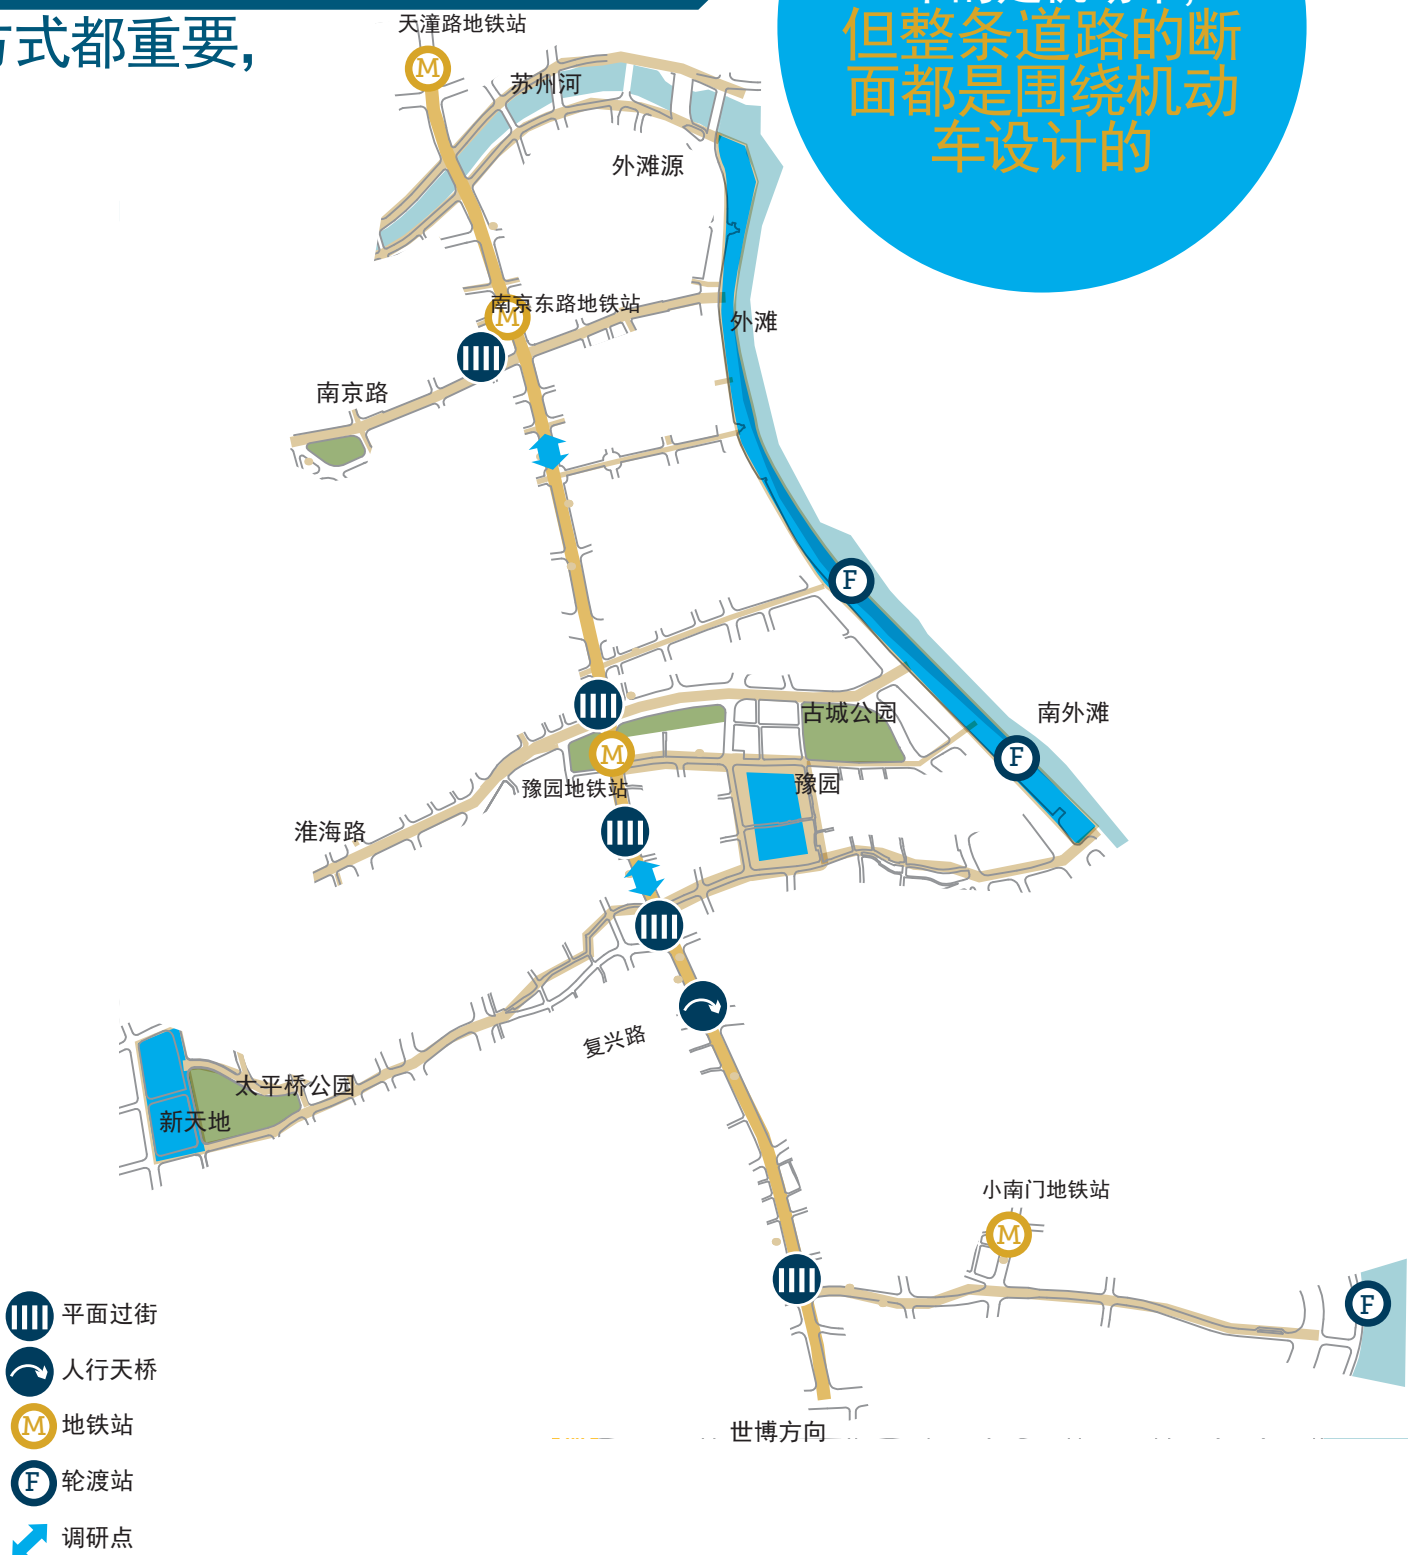 方式都重要,
但整条道路的断
面都是围绕机动
车设计的
天潼路地铁站
M
苏州河
外滩源
南京东路地铁站
M
外滩
南京路
F
古城公园
南外滩
M
F
豫园地铁站
豫园
淮海路
复兴路
太平桥公园
新天地
小南门地铁站
M
F
世博方向
平面过街
人行天桥
M 地铁站
F 轮渡站
调研点